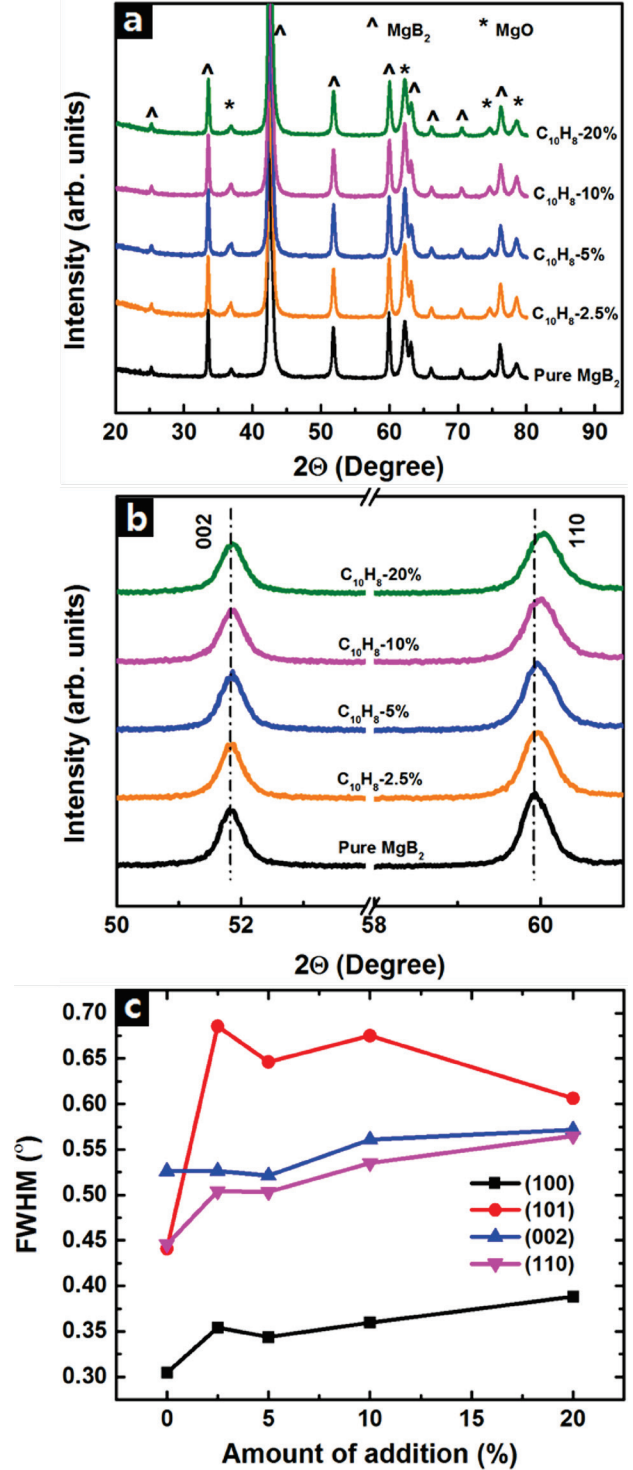 a
^ MgB₂ * MgO
^ ^ * ^ ^ ^ * ^ ^ ^ * ^ *
C₁₀H₈-20%
C₁₀H₈-10%
C₁₀H₈-5%
C₁₀H₈-2.5%
Pure MgB₂
Intensity (arb. units)
20 30 40 50 60 70 80 90
2Θ (Degree)
b
002
110
C₁₀H₈-20%
C₁₀H₈-10%
C₁₀H₈-5%
C₁₀H₈-2.5%
Pure MgB₂
Intensity (arb. units)
50 52 58 60
2Θ (Degree)
c
0.70
0.65
0.60
0.55
0.50
0.45
0.40
0.35
0.30
FWHM (º)
(100)
(101)
(002)
(110)
0 5 10 15 20
Amount of addition (%)